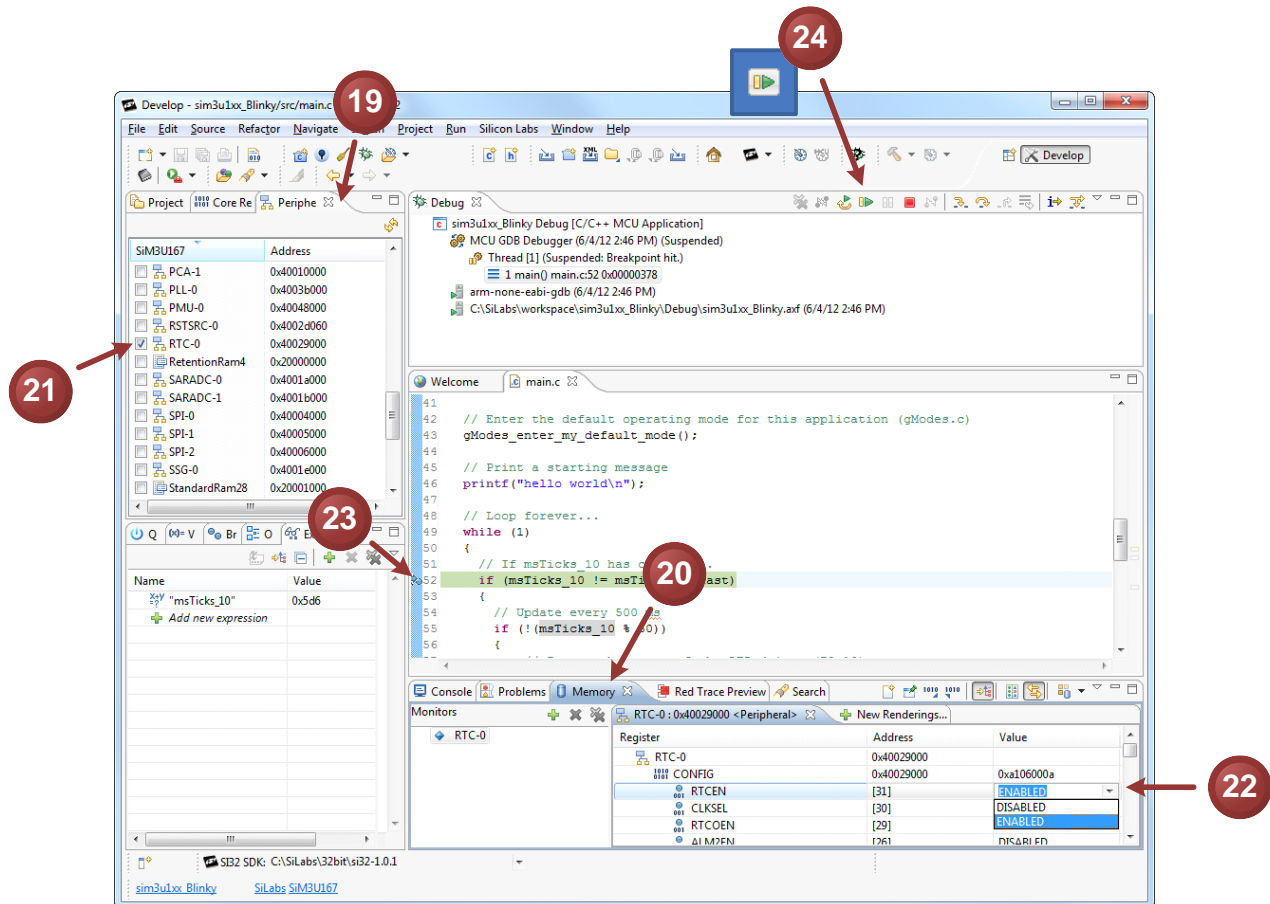 24
Develop - sim3u1xx_Blinky/src/main.c
19
File Edit Source Refactor Navigate Project Run Silicon Labs Window Help
Develop
Project Core Re Periphe
Debug
SiM3U167 Address
PCA-1 0x40010000
PLL-0 0x4003b000
PMU-0 0x40048000
RSTSRC-0 0x4002d060
RTC-0 0x40029000
RetentionRam4 0x20000000
SARADC-0 0x4001a000
SARADC-1 0x4001b000
SPI-0 0x40004000
SPI-1 0x40005000
SPI-2 0x40006000
SSG-0 0x4001e000
StandardRam28 0x20001000
21
sim3u1xx_Blinky Debug [C/C++ MCU Application]
MCU GDB Debugger (6/4/12 2:46 PM) (Suspended)
Thread [1] (Suspended: Breakpoint hit.)
1 main() main.c:52 0x00000378
arm-none-eabi-gdb (6/4/12 2:46 PM)
C:\SiLabs\workspace\sim3u1xx_Blinky\Debug\sim3u1xx_Blinky.axf (6/4/12 2:46 PM)
Welcome main.c
41
42 // Enter the default operating mode for this application (gModes.c)
43 gModes_enter_my_default_mode();
44
45 // Print a starting message
46 printf("hello world\n");
47
48 // Loop forever...
49 while (1)
50 {
51 // If msTicks_10 has
52 if (msTicks_10 != ast)
53 {
54 // Update every 500 ms
55 if (!(msTicks_10 % 50))
56 {
23
20
Q (x)= V Br O
Name Value
"msTicks_10" 0x5d6
Add new expression
Console Problems Memory Red Trace Preview Search
Monitors
RTC-0
RTC-0 : 0x40029000 <Peripheral> New Renderings...
Register Address Value
RTC-0 0x40029000
CONFIG 0x40029000 0xa106000a
RTCEN [31] ENABLED
CLKSEL [30] DISABLED
RTCOEN [29] ENABLED
ALM2EN [26] DISABLED
22
SI32 SDK: C:\SiLabs\32bit\si32-1.0.1
sim3u1xx_Blinky SiLabs SiM3U167